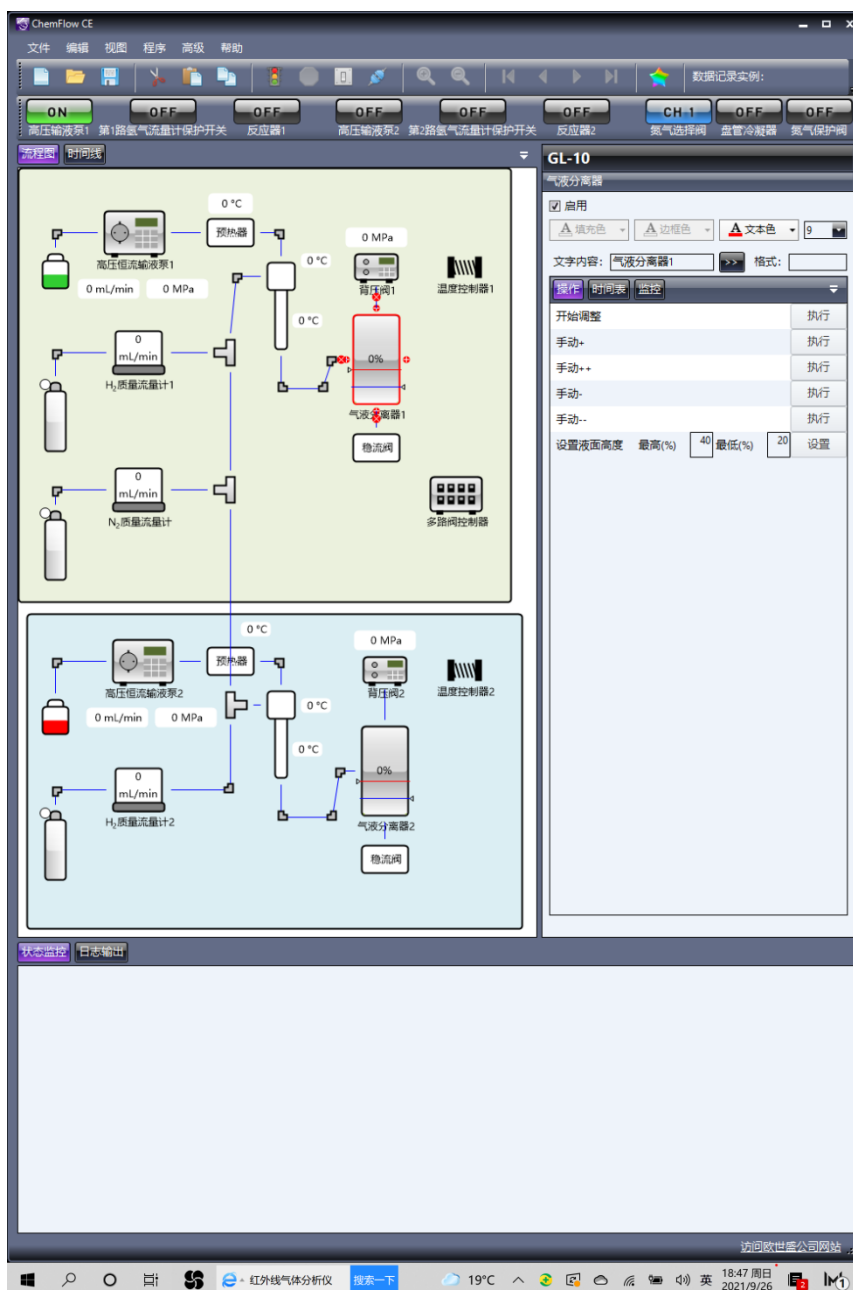 ChemFlow CE
文件 编辑 视图 程序 高级 帮助
数据记录实例:
ON OFF OFF OFF OFF OFF CH 1 OFF OFF
高压输液泵1 第1路氢气流量计保护开关 反应器1 高压输液泵2 第2路氢气流量计保护开关 反应器2 氮气选择阀 盘管冷凝器 氮气保护阀
流程图 时间线
0 °C
预热器
高压恒流输液泵1
0 mL/min 0 MPa
0 °C
0 MPa
背压阀1
温度控制器1
0 °C
0
mL/min
H₂质量流量计1
0%
气液分离器1
稳流阀
0
mL/min
N₂质量流量计
多路阀控制器
0 °C
预热器
高压恒流输液泵2
0 mL/min 0 MPa
0 °C
0 MPa
背压阀2
温度控制器2
0 °C
0
mL/min
H₂质量流量计2
0%
气液分离器2
稳流阀
GL-10
气液分离器
启用
A 填充色 A 边框色 A 文本色 9
文字内容: 气液分离器1 >> 格式:
操作 时间表 监控
开始调整 执行
手动+ 执行
手动++ 执行
手动- 执行
手动-- 执行
设置液面高度 最高(%) 40 最低(%) 20 设置
状态监控 日志输出
访问欧世盛公司网站
红外线气体分析仪 搜索一下 19°C 英 18:47 周日
2021/9/26 2 1